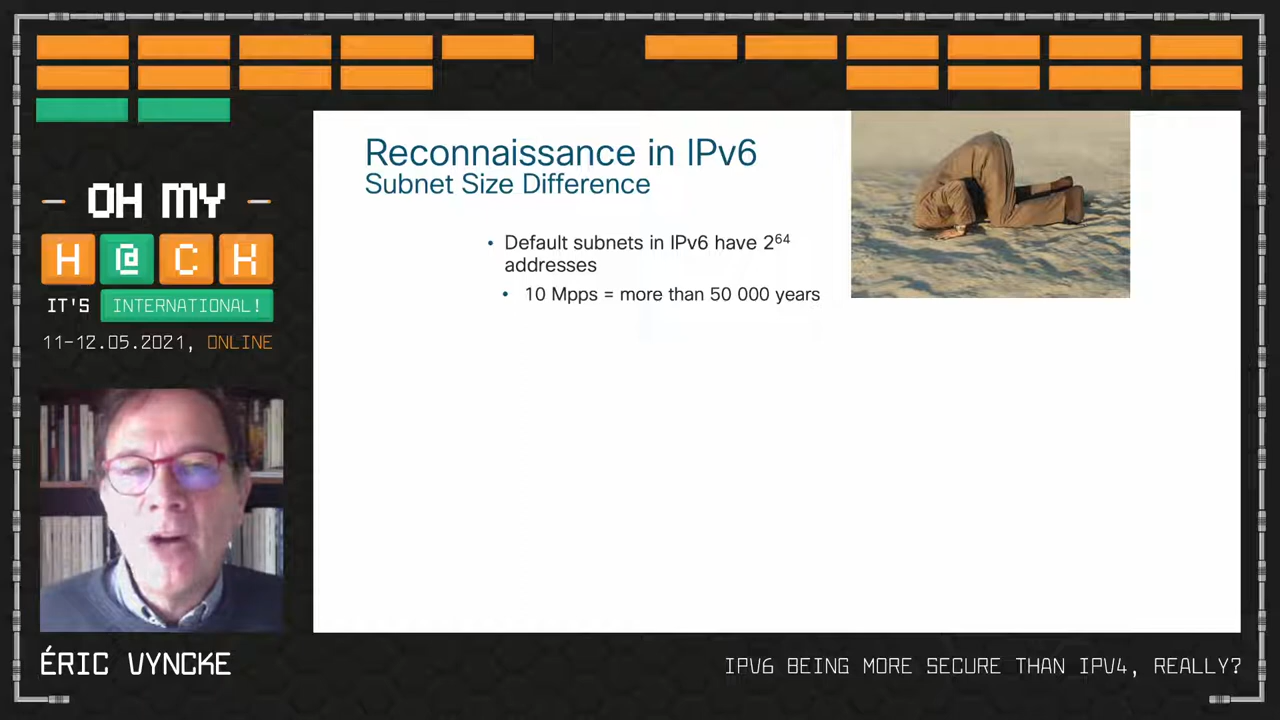 Reconnaissance in IPv6
Subnet Size Difference
• Default subnets in IPv6 have 2⁶⁴
addresses
• 10 Mpps = more than 50 000 years
OH MY
H@CK
IT'S INTERNATIONAL!
11-12.05.2021, ONLINE
ÉRIC VYNCKE
IPV6 BEING MORE SECURE THAN IPV4, REALLY?